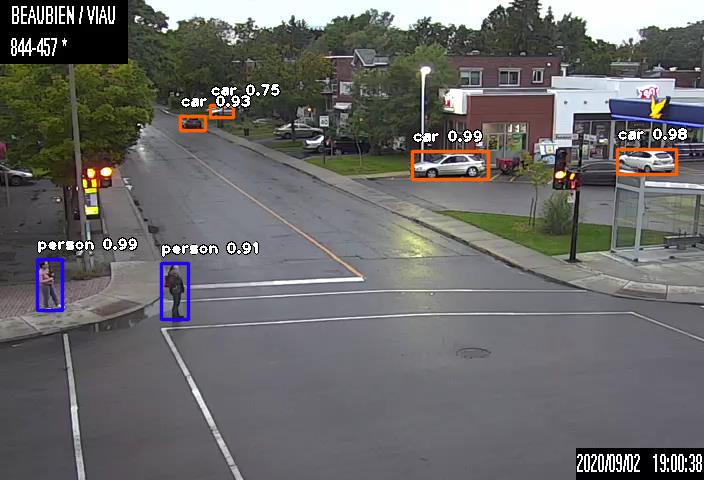 BEAUBIEN / VIAU
844-457 *
car 0.75
car 0.93
car 0.99
car 0.98
person 0.99
person 0.91
2020/09/02 19:00:38